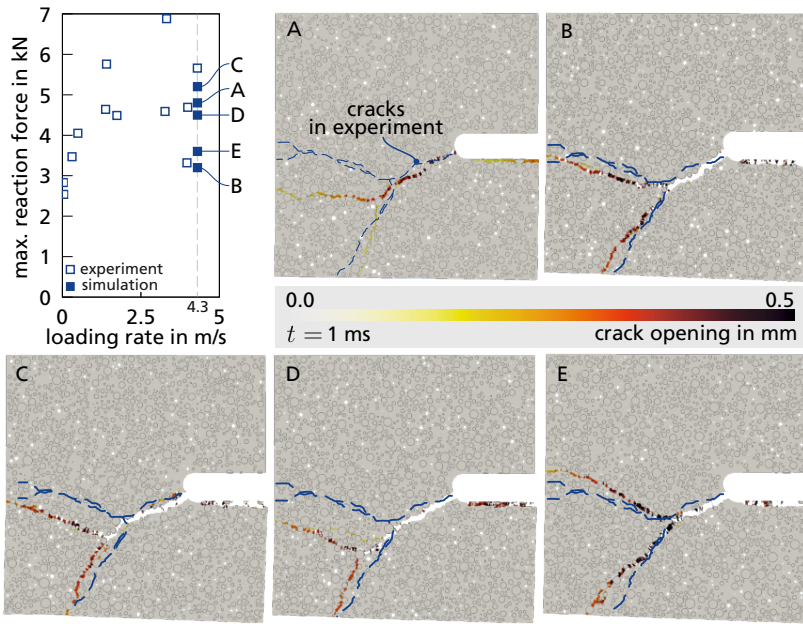 max. reaction force in kN
7
6
5
4
3
2
1
0
experiment
simulation
0
2.5
4.3
5
loading rate in m/s
C
A
D
E
B
A
cracks
in experiment
B
0.0
0.5
t = 1 ms
crack opening in mm
C
D
E